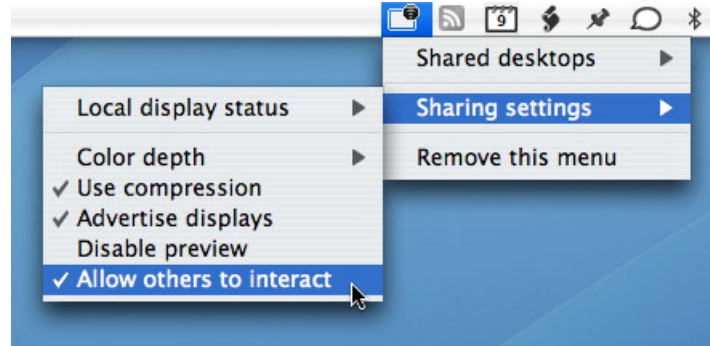 9
Shared desktops
Sharing settings
Remove this menu
Local display status
Color depth
Use compression
Advertise displays
Disable preview
Allow others to interact